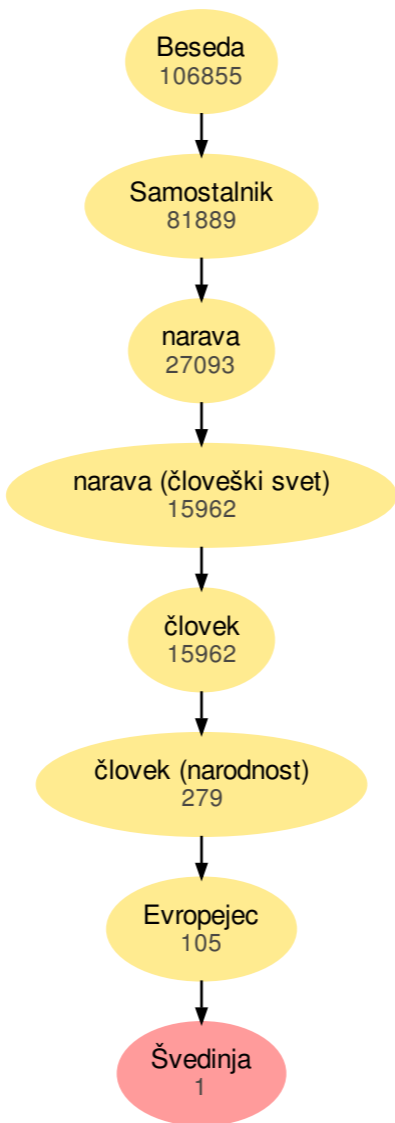 Beseda
106855
Samostalnik
81889
narava
27093
narava (človeški svet)
15962
človek
15962
človek (narodnost)
279
Evropejec
105
Švedinja
1